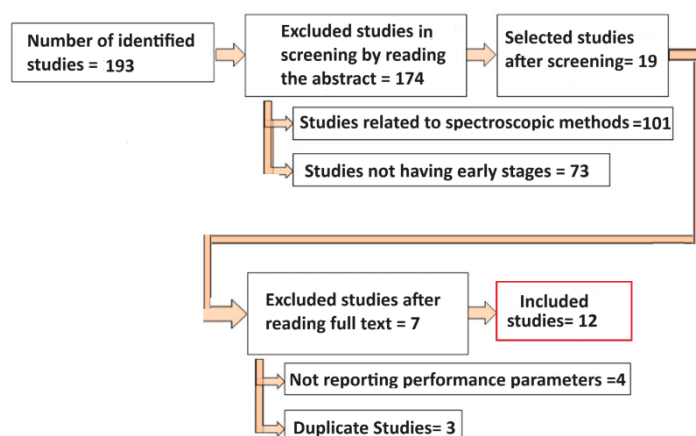 Number of identified
studies = 193
Excluded studies in
screening by reading
the abstract = 174
Selected studies
after screening= 19
Studies related to spectroscopic methods =101
Studies not having early stages = 73
Excluded studies after
reading full text = 7
Included
studies= 12
Not reporting performance parameters =4
Duplicate Studies= 3